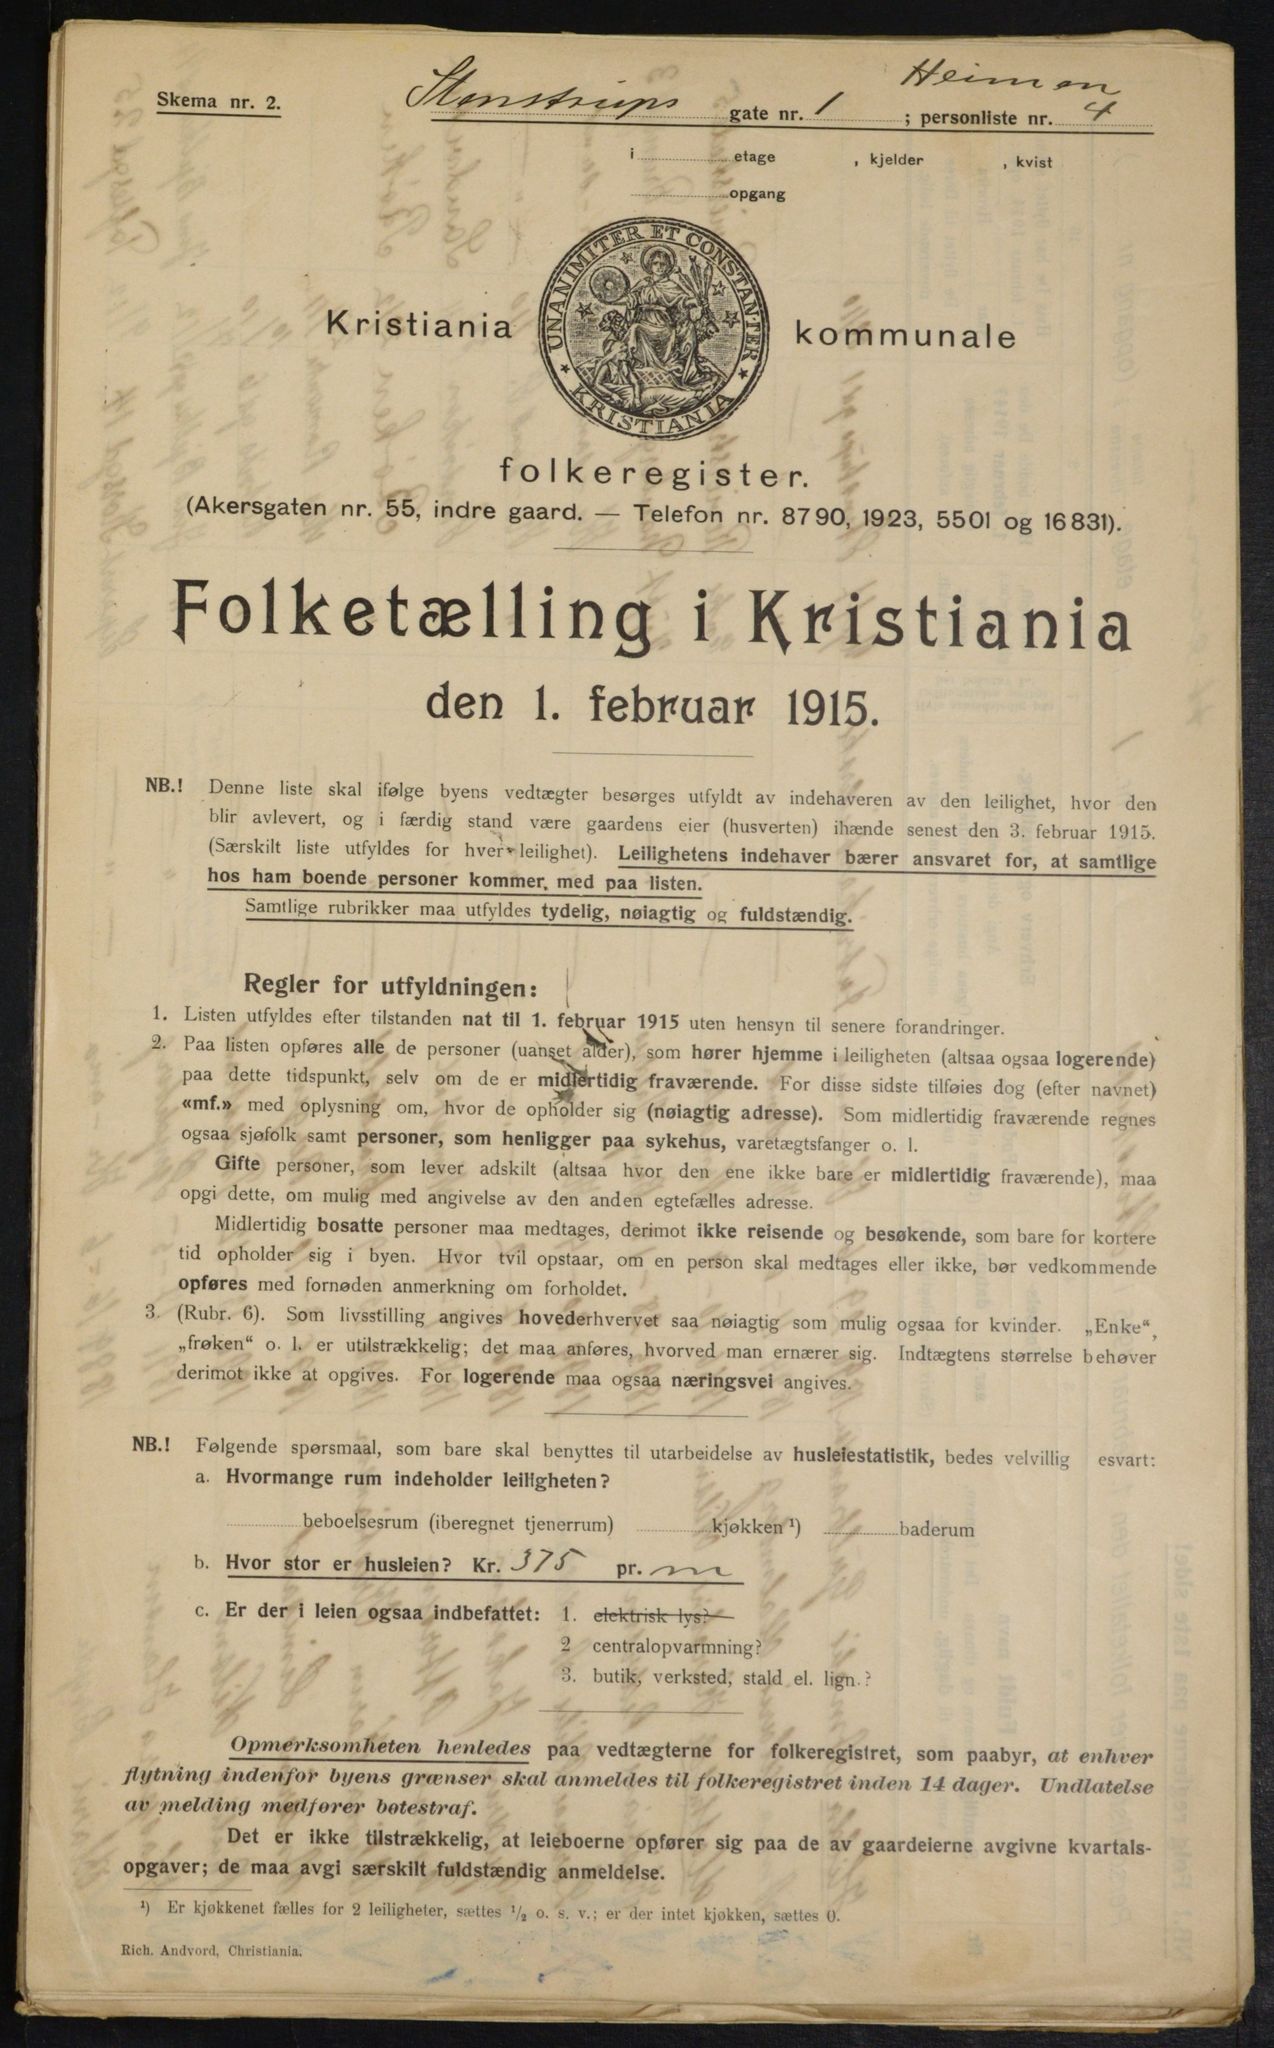 Heimen
Skema nr. 2. Stenstrups gate nr. 1 ; personliste nr. 4
i etage , kjelder , kvist
opgang
UNANIMITER ET CONSTANTER
KRISTIANIA
Kristiania kommunale
folkeregister.
(Akersgaten nr. 55, indre gaard. — Telefon nr. 8790, 1923, 5501 og 16831).
Folketælling i Kristiania
den 1. februar 1915.
NB.! Denne liste skal ifølge byens vedtægter besørges utfyldt av indehaveren av den leilighet, hvor den
blir avlevert, og i færdig stand være gaardens eier (husverten) ihænde senest den 3. februar 1915.
(Særskilt liste utfyldes for hver leilighet). Leilighetens indehaver bærer ansvaret for, at samtlige
hos ham boende personer kommer med paa listen.
Samtlige rubrikker maa utfyldes tydelig, nøiagtig og fuldstændig.
Regler for utfyldningen:
1. Listen utfyldes efter tilstanden nat til 1. februar 1915 uten hensyn til senere forandringer.
2. Paa listen opføres alle de personer (uanset alder), som hører hjemme i leiligheten (altsaa ogsaa logerende)
paa dette tidspunkt, selv om de er midlertidig fraværende. For disse sidste tilføies dog (efter navnet)
«mf.» med oplysning om, hvor de opholder sig (nøiagtig adresse). Som midlertidig fraværende regnes
ogsaa sjøfolk samt personer, som henligger paa sykehus, varetægtsfanger o. l.
Gifte personer, som lever adskilt (altsaa hvor den ene ikke bare er midlertidig fraværende), maa
opgi dette, om mulig med angivelse av den anden egtefælles adresse.
Midlertidig bosatte personer maa medtages, derimot ikke reisende og besøkende, som bare for kortere
tid opholder sig i byen. Hvor tvil opstaar, om en person skal medtages eller ikke, bør vedkommende
opføres med fornøden anmerkning om forholdet.
3. (Rubr. 6). Som livsstilling angives hovederhvervet saa nøiagtig som mulig ogsaa for kvinder. „Enke“,
„frøken“ o. l. er utilstrækkelig; det maa anføres, hvorved man ernærer sig. Indtægtens størrelse behøver
derimot ikke at opgives. For logerende maa ogsaa næringsvei angives.
NB.! Følgende spørsmaal, som bare skal benyttes til utarbeidelse av husleiestatistik, bedes velvillig esvart:
a. Hvormange rum indeholder leiligheten?
beboelsesrum (iberegnet tjenerrum) kjøkken ¹) baderum
b. Hvor stor er husleien? Kr. 375 pr. m
c. Er der i leien ogsaa indbefattet: 1. elektrisk lys?
2 centralopvarmning?
3. butik, verksted, stald el. lign.?
Opmerksomheten henledes paa vedtægterne for folkeregistret, som paabyr, at enhver
flytning indenfor byens grænser skal anmeldes til folkeregistret inden 14 dager. Undlatelse
av melding medfører bøtestraf.
Det er ikke tilstrækkelig, at leieboerne opfører sig paa de av gaardeierne avgivne kvartals-
opgaver; de maa avgi særskilt fuldstændig anmeldelse.
¹) Er kjøkkenet fælles for 2 leiligheter, sættes ½ o. s. v.; er der intet kjøkken, sættes 0.
Rich. Andvord, Christiania.